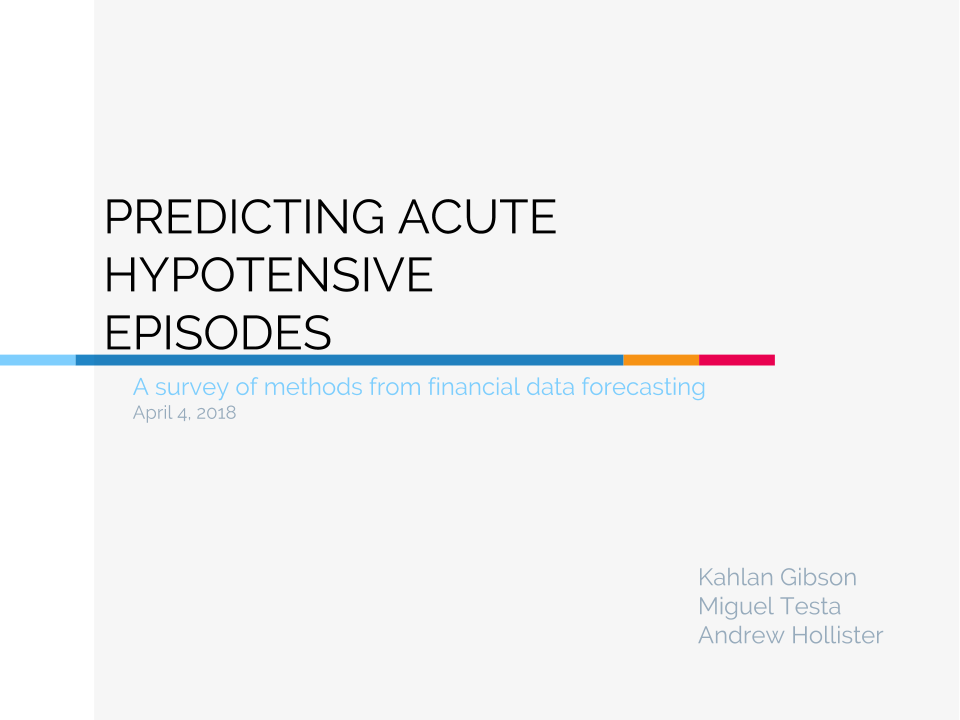 PREDICTING ACUTE
HYPOTENSIVE
EPISODES
A survey of methods from financial data forecasting
April 4, 2018
Kahlan Gibson
Miguel Testa
Andrew Hollister